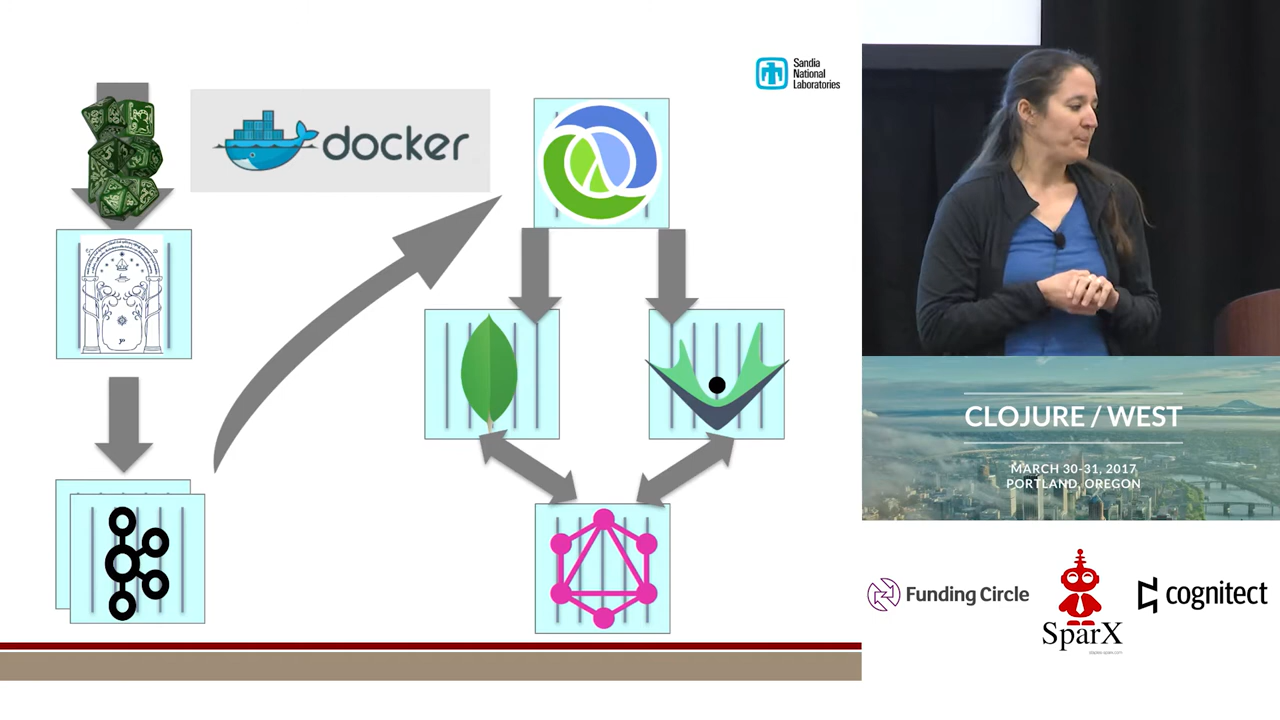 Sandia
National
Laboratories
docker
CLOJURE / WEST
MARCH 30-31, 2017
PORTLAND, OREGON
Funding Circle
SparX
cognitect